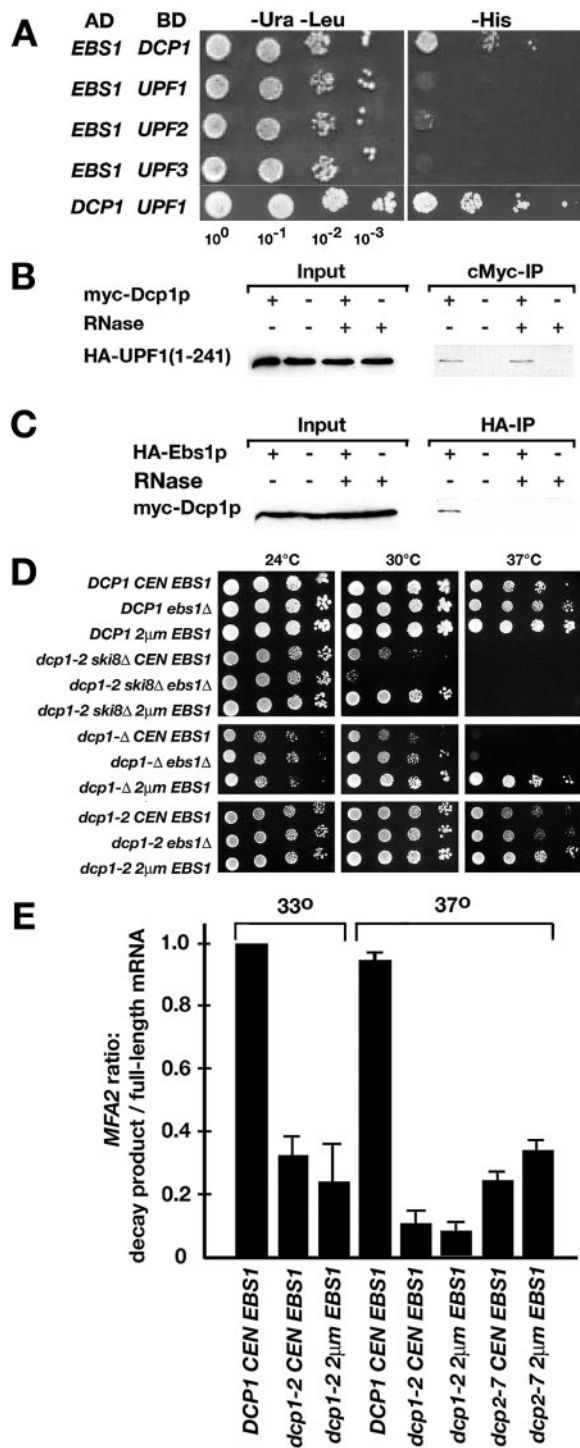 A
AD BD -Ura -Leu -His
EBS1 DCP1
EBS1 UPF1
EBS1 UPF2
EBS1 UPF3
DCP1 UPF1
10⁰ 10⁻¹ 10⁻² 10⁻³
B
Input cMyc-IP
myc-Dcp1p + - + - + - + -
RNase - - + + - - + +
HA-UPF1(1-241)
C
Input HA-IP
HA-Ebs1p + - + - + - + -
RNase - - + + - - + +
myc-Dcp1p
D
24°C 30°C 37°C
DCP1 CEN EBS1
DCP1 ebs1Δ
DCP1 2μm EBS1
dcp1-2 ski8Δ CEN EBS1
dcp1-2 ski8Δ ebs1Δ
dcp1-2 ski8Δ 2μm EBS1
dcp1-Δ CEN EBS1
dcp1-Δ ebs1Δ
dcp1-Δ 2μm EBS1
dcp1-2 CEN EBS1
dcp1-2 ebs1Δ
dcp1-2 2μm EBS1
E
33º 37º
MFA2 ratio:
decay product / full-length mRNA
1.0
0.8
0.6
0.4
0.2
0
DCP1 CEN EBS1
dcp1-2 CEN EBS1
dcp1-2 2μm EBS1
DCP1 CEN EBS1
dcp1-2 CEN EBS1
dcp1-2 2μm EBS1
dcp2-7 CEN EBS1
dcp2-7 2μm EBS1